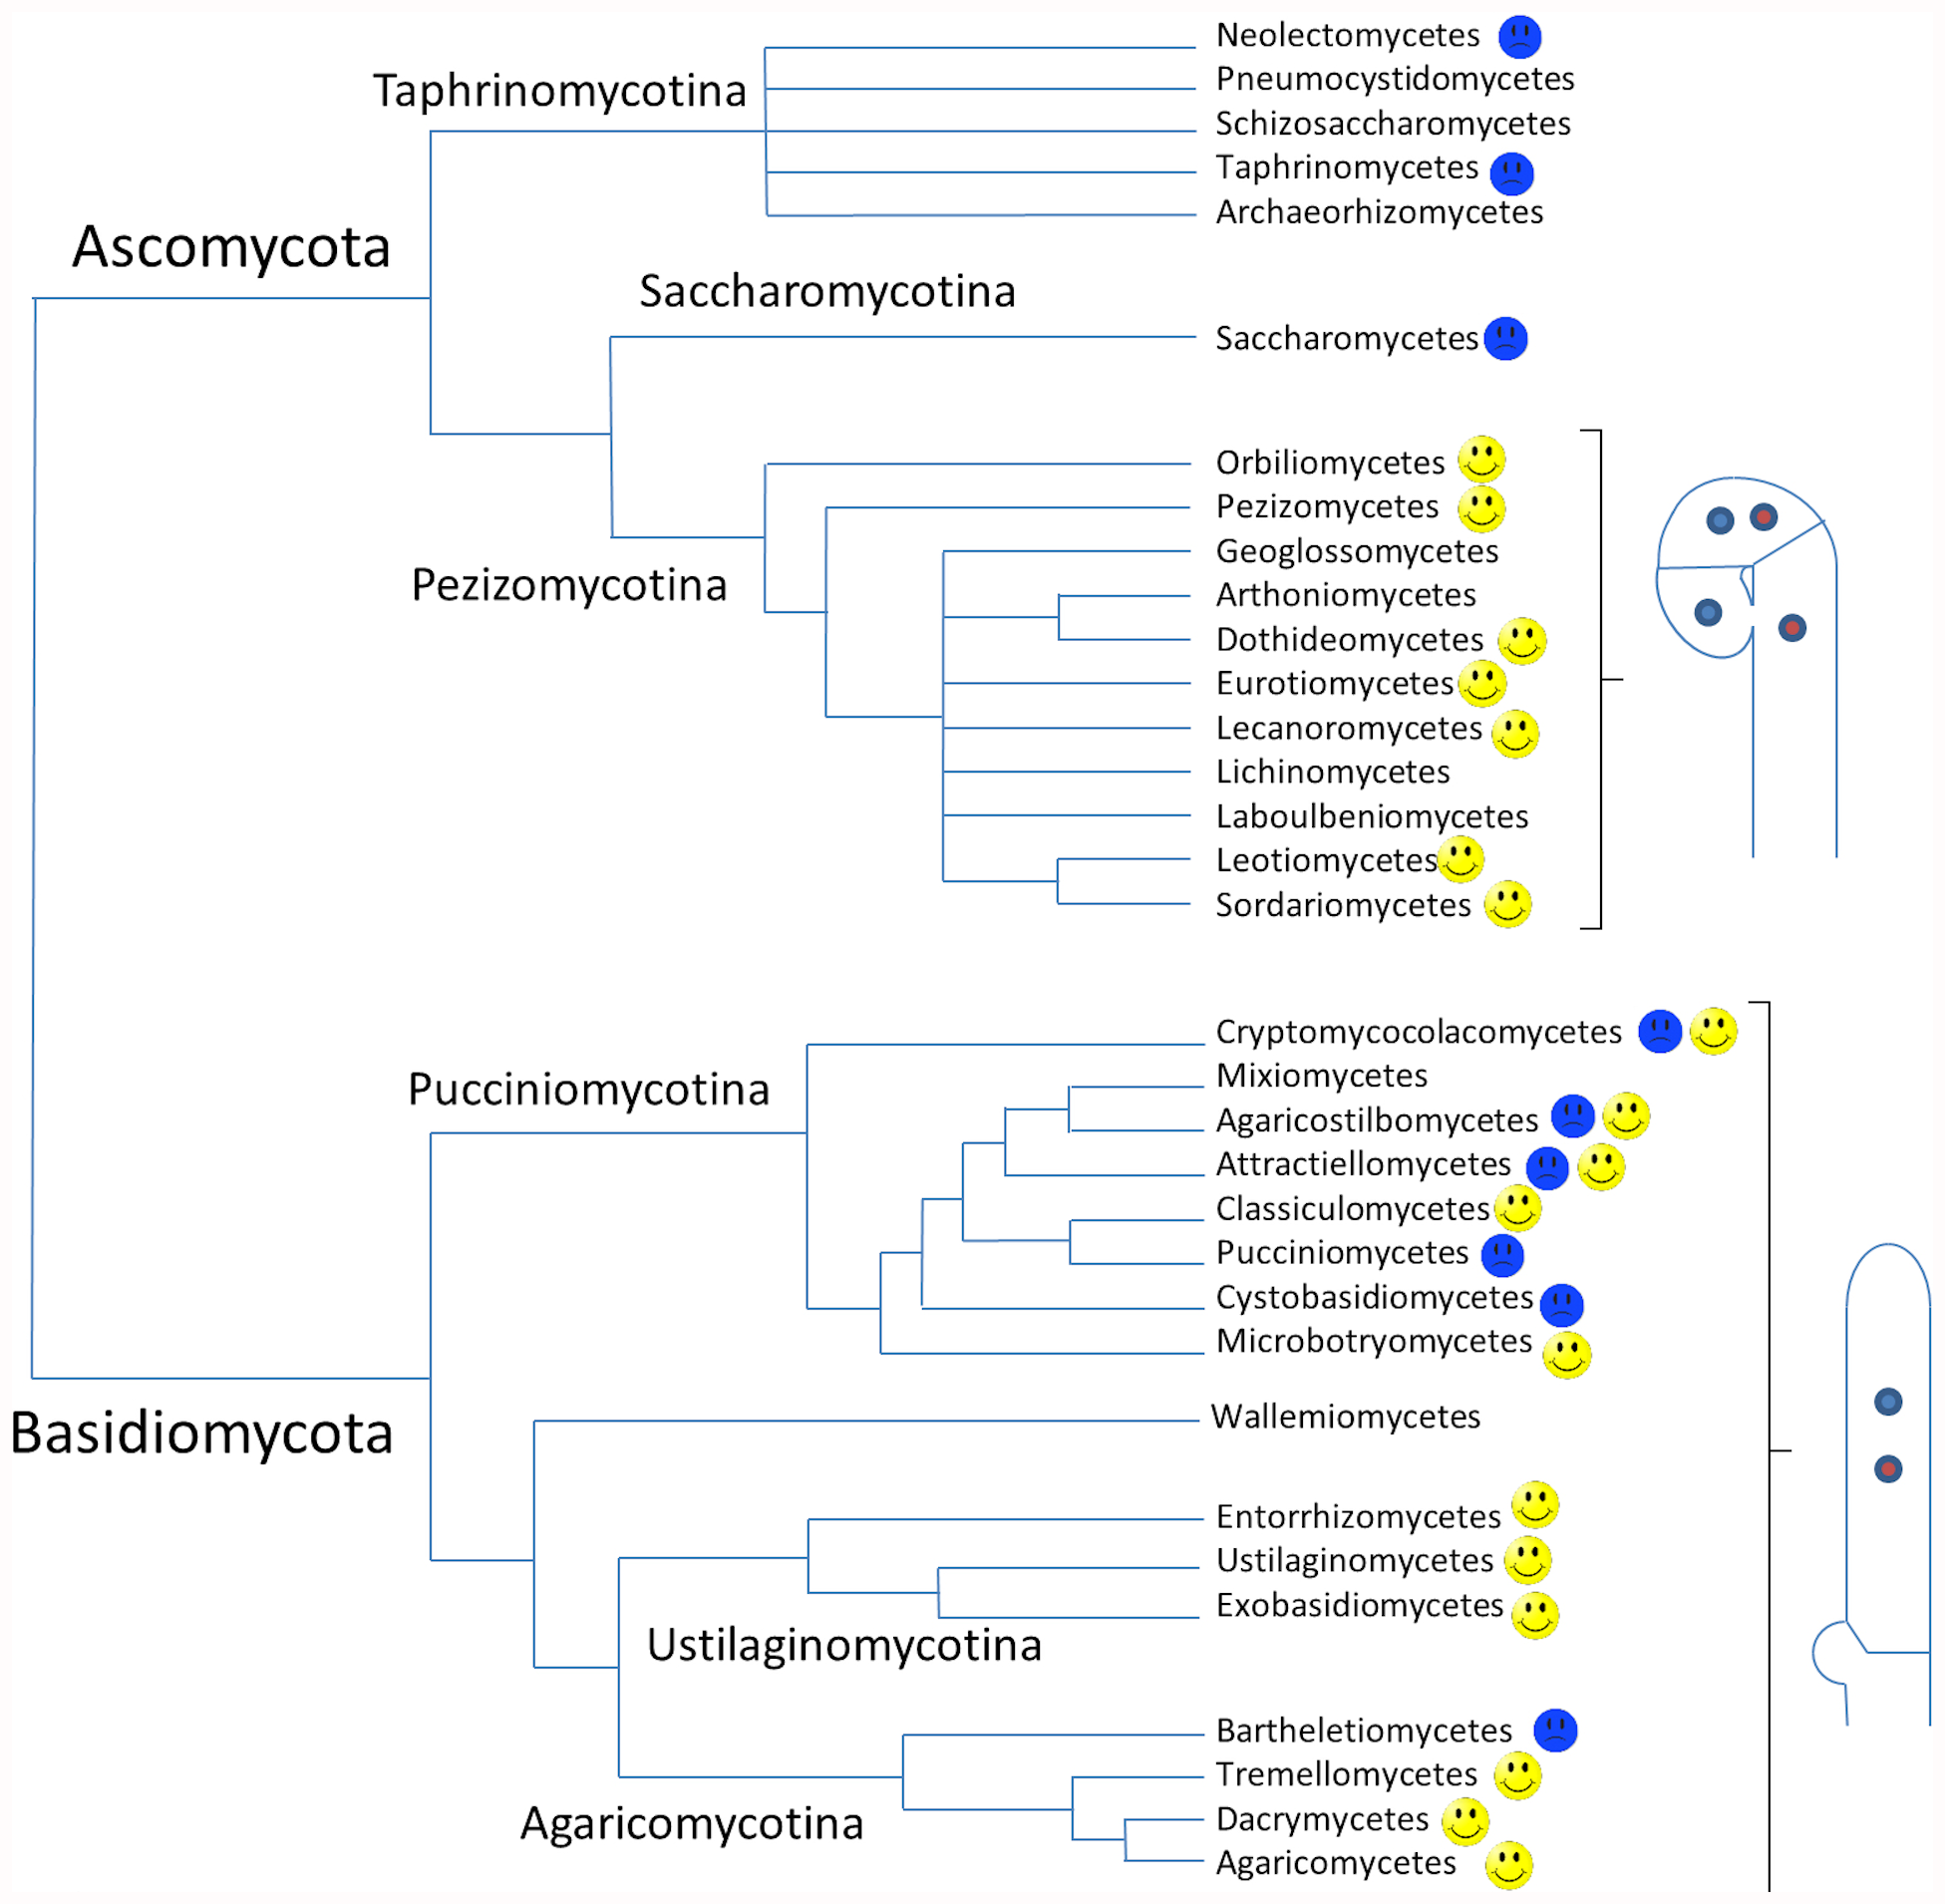 Neolectomycetes
Taphrinomycotina
Pneumocystidomycetes
Schizosaccharomycetes
Taphrinomycetes
Archaeorhizomycetes
Ascomycota
Saccharomycotina
Saccharomycetes
Orbiliomycetes
Pezizomycetes
Geoglossomycetes
Pezizomycotina
Arthoniomycetes
Dothideomycetes
Eurotiomycetes
Lecanoromycetes
Lichinomycetes
Laboulbeniomycetes
Leotiomycetes
Sordariomycetes
Cryptomycocolacomycetes
Pucciniomycotina
Mixiomycetes
Agaricostilbomycetes
Attractiellomycetes
Classiculomycetes
Pucciniomycetes
Cystobasidiomycetes
Microbotryomycetes
Wallemiomycetes
Basidiomycota
Entorrhizomycetes
Ustilaginomycetes
Exobasidiomycetes
Ustilaginomycotina
Bartheletiomycetes
Tremellomycetes
Dacrymycetes
Agaricomycotina
Agaricomycetes